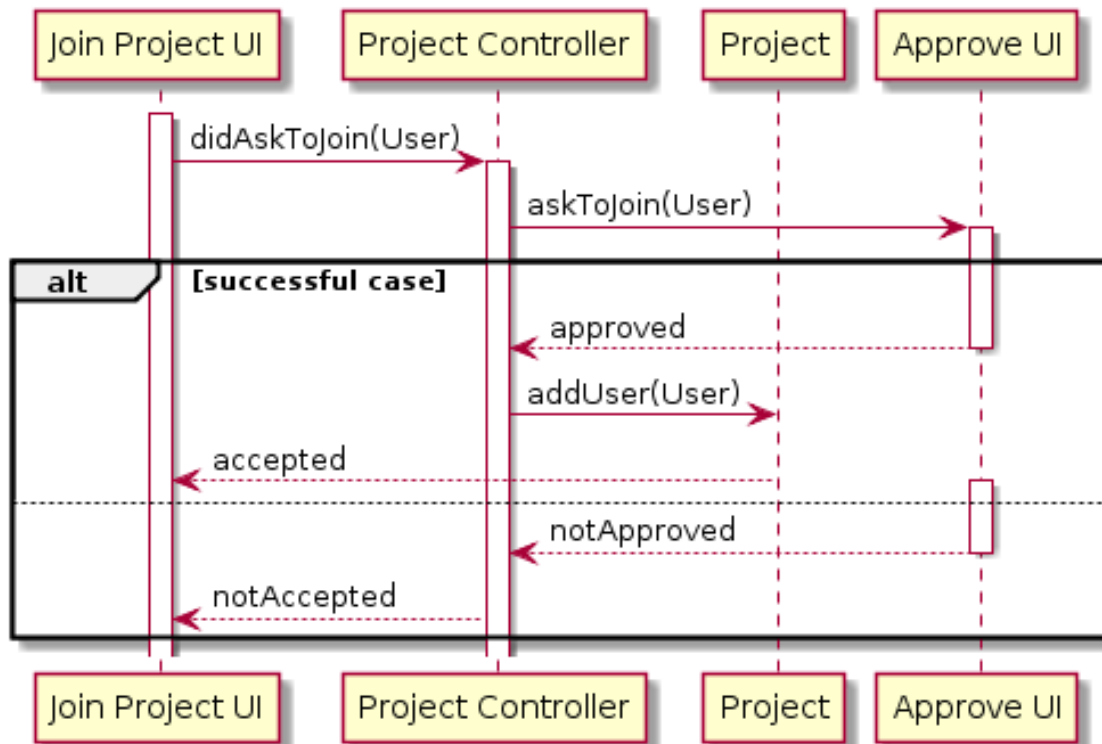 Join Project UI
Project Controller
Project
Approve UI
didAskToJoin(User)
askToJoin(User)
alt
[successful case]
approved
addUser(User)
accepted
notApproved
notAccepted
Join Project UI
Project Controller
Project
Approve UI